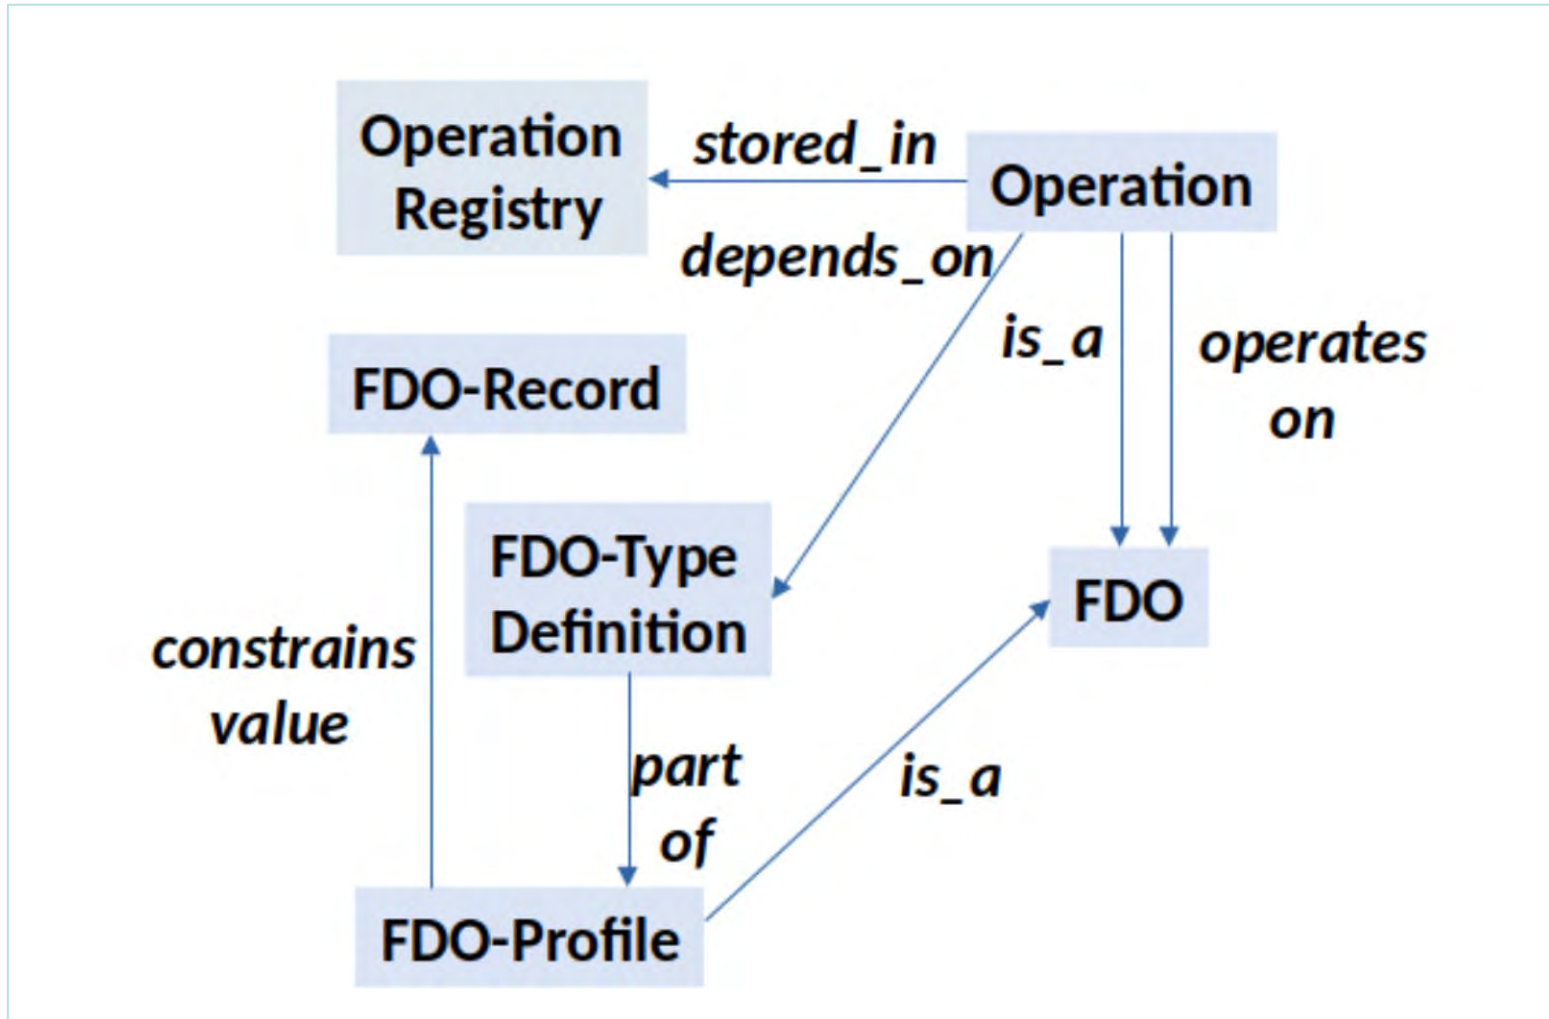 Operation
Registry
stored_in
Operation
depends_on
is_a
operates
on
FDO-Record
FDO-Type
Definition
FDO
constrains
value
part
of
is_a
FDO-Profile